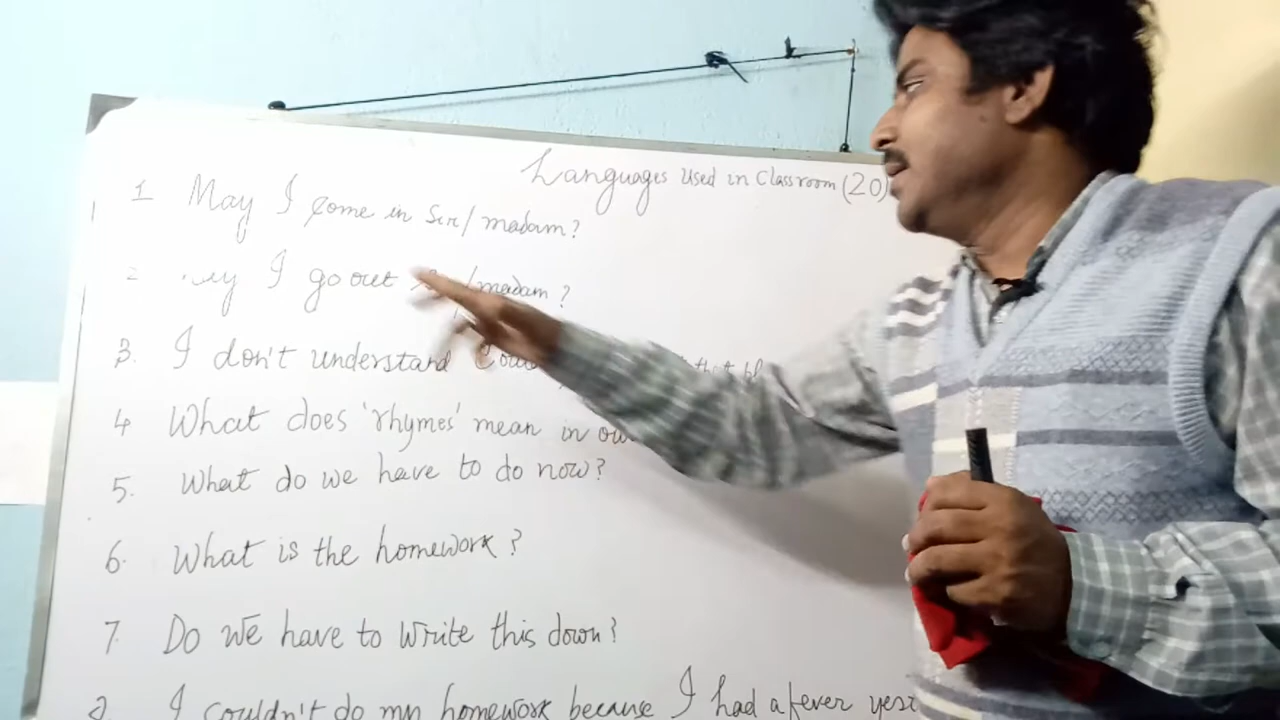 Languages Used in Classroom (20)
1 May I come in Sir/madam?
2 I go out /madam?
3. I don't understand
4 What does 'rhymes' mean in
5. What do we have to do now?
6. What is the homework?
7. Do we have to write this down?
I couldn't do my homework because I had a fever